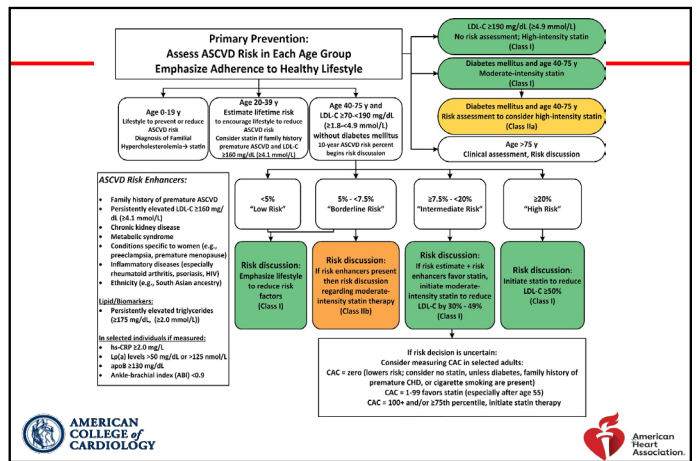 Primary Prevention:
Assess ASCVD Risk in Each Age Group
Emphasize Adherence to Healthy Lifestyle
LDL-C ≥190 mg/dL (≥4.9 mmol/L)
No risk assessment; High-intensity statin
(Class I)
Diabetes mellitus and age 40-75 y
Moderate-intensity statin
(Class I)
Diabetes mellitus and age 40-75 y
Risk assessment to consider high-intensity statin
(Class IIa)
Age >75 y
Clinical assessment, Risk discussion
Age 0-19 y
Lifestyle to prevent or reduce
ASCVD risk
Diagnosis of Familial
Hypercholesterolemia→ statin
Age 20-39 y
Estimate lifetime risk
to encourage lifestyle to reduce
ASCVD risk
Consider statin if family history
premature ASCVD and LDL-C
≥160 mg/dL (≥4.1 mmol/L)
Age 40-75 y and
LDL-C ≥70-<190 mg/dL
(≥1.8-<4.9 mmol/L)
without diabetes mellitus
10-year ASCVD risk percent
begins risk discussion
ASCVD Risk Enhancers:
• Family history of premature ASCVD
• Persistently elevated LDL-C ≥160 mg/
dL (≥4.1 mmol/L)
• Chronic kidney disease
• Metabolic syndrome
• Conditions specific to women (e.g.,
preeclampsia, premature menopause)
• Inflammatory diseases (especially
rheumatoid arthritis, psoriasis, HIV)
• Ethnicity (e.g., South Asian ancestry)
Lipid/Biomarkers:
• Persistently elevated triglycerides
(≥175 mg/dL, (≥2.0 mmol/L))
In selected individuals if measured:
• hs-CRP ≥2.0 mg/L
• Lp(a) levels >50 mg/dL or >125 nmol/L
• apoB ≥130 mg/dL
• Ankle-brachial index (ABI) <0.9
<5%
"Low Risk"
5% - <7.5%
"Borderline Risk"
≥7.5% - <20%
"Intermediate Risk"
≥20%
"High Risk"
Risk discussion:
Emphasize lifestyle
to reduce risk
factors
(Class I)
Risk discussion:
If risk enhancers present
then risk discussion
regarding moderate-
intensity statin therapy
(Class IIb)
Risk discussion:
If risk estimate + risk
enhancers favor statin,
initiate moderate-
intensity statin to reduce
LDL-C by 30% - 49%
(Class I)
Risk discussion:
Initiate statin to reduce
LDL-C ≥50%
(Class I)
If risk decision is uncertain:
Consider measuring CAC in selected adults:
CAC = zero (lowers risk; consider no statin, unless diabetes, family history of
premature CHD, or cigarette smoking are present)
CAC = 1-99 favors statin (especially after age 55)
CAC = 100+ and/or ≥75th percentile, initiate statin therapy
AMERICAN
COLLEGE of
CARDIOLOGY
American
Heart
Association.